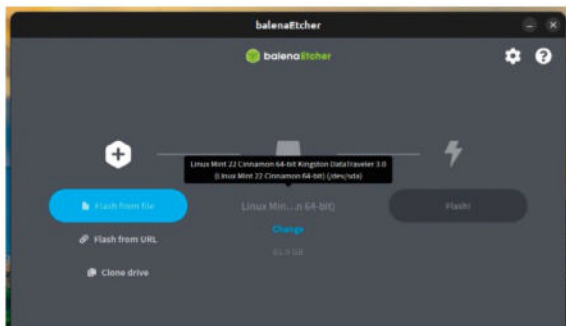 balenaEtcher
balenaEtcher
Linux Mint 22 Cinnamon 64-bit Kingston DataTraveler 3.0
(Linux Mint 22 Cinnamon 64-bit) (/dev/sda)
Flash from file
Linux Min...n 64-bit)
Flash!
Change
Flash from URL
Clone drive